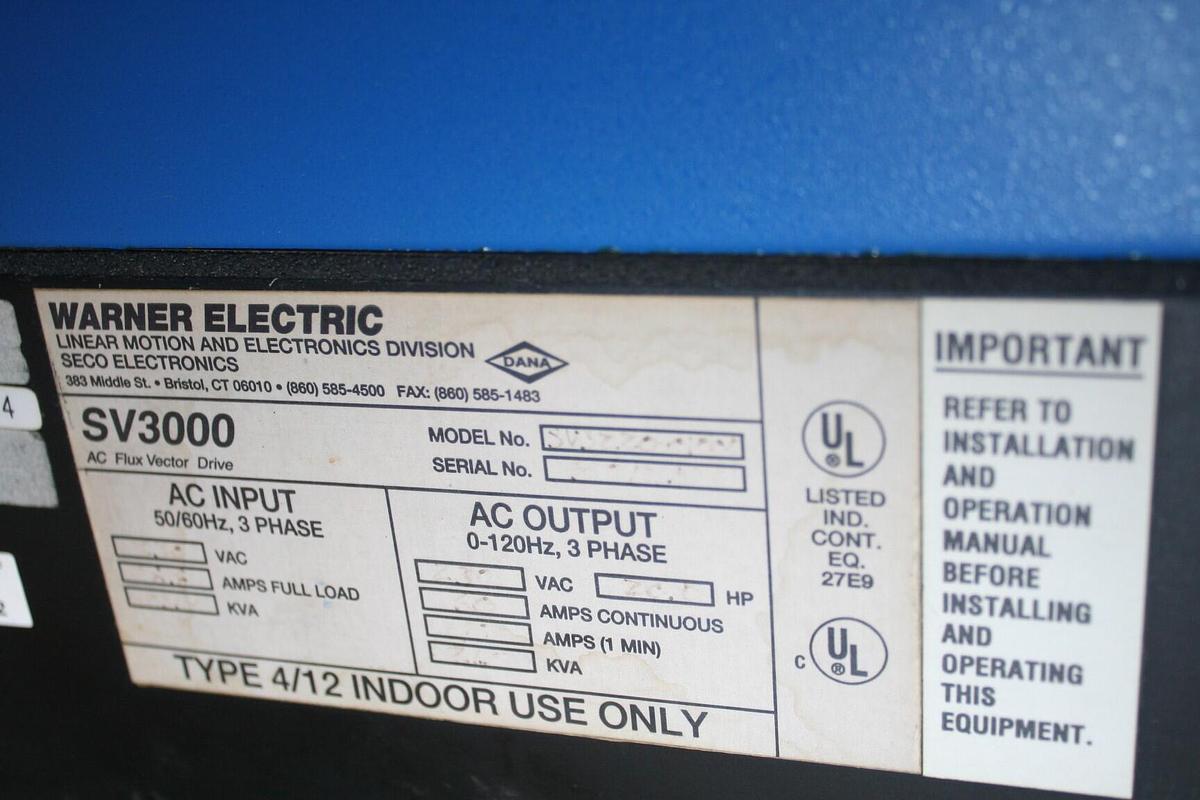 WARNER ELECTRIC
LINEAR MOTION AND ELECTRONICS DIVISION
SECO ELECTRONICS
383 Middle St. • Bristol, CT 06010 • (860) 585-4500 FAX: (860) 585-1483
DANA
SV3000
AC Flux Vector Drive
MODEL No.
SERIAL No.
AC INPUT
50/60Hz, 3 PHASE
VAC
AMPS FULL LOAD
KVA
AC OUTPUT
0-120Hz, 3 PHASE
VAC HP
AMPS CONTINUOUS
AMPS (1 MIN)
KVA
TYPE 4/12 INDOOR USE ONLY
UL
®
LISTED
IND.
CONT.
EQ.
27E9
C UL
®
IMPORTANT
REFER TO
INSTALLATION
AND
OPERATION
MANUAL
BEFORE
INSTALLING
AND
OPERATING
THIS
EQUIPMENT.
4
2